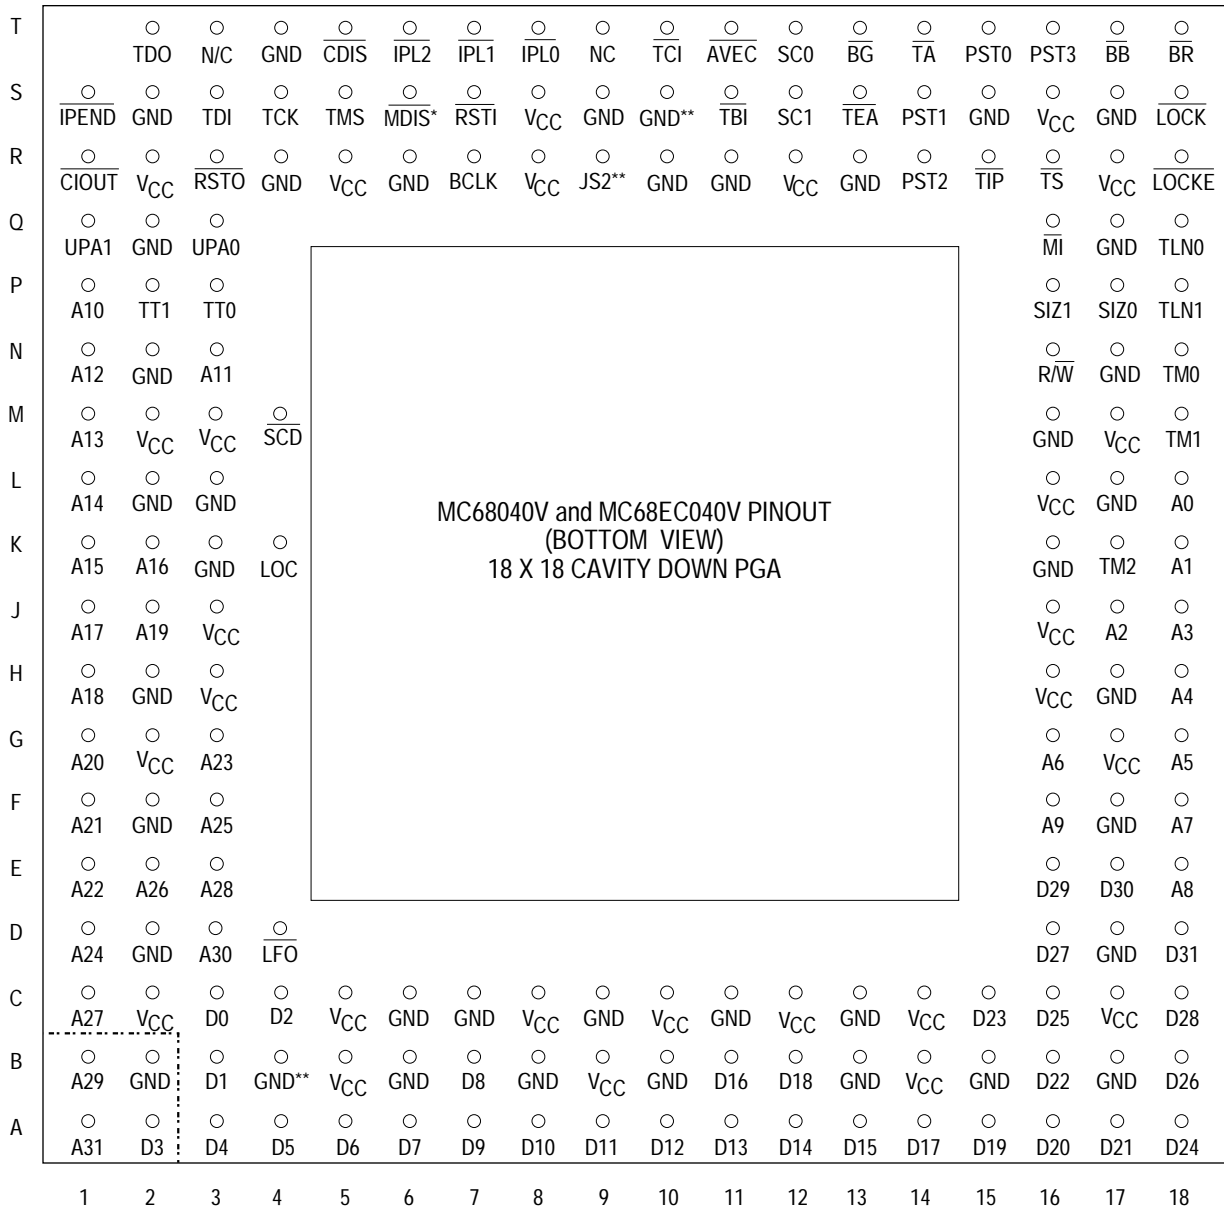 T
TDO N/C GND CDIS IPL2 IPL1 IPL0 NC TCI AVEC SC0 BG TA PST0 PST3 BB BR
S
IPEND GND TDI TCK TMS MDIS* RSTI VCC GND GND** TBI SC1 TEA PST1 GND VCC GND LOCK
R
CIOUT VCC RSTO GND VCC GND BCLK VCC JS2** GND GND VCC GND PST2 TIP TS VCC LOCKE
Q
UPA1 GND UPA0 MI GND TLN0
P
A10 TT1 TT0 SIZ1 SIZ0 TLN1
N
A12 GND A11 R/W GND TM0
M
A13 VCC VCC SCD GND VCC TM1
L
A14 GND GND VCC GND A0
MC68040V and MC68EC040V PINOUT
(BOTTOM VIEW)
18 X 18 CAVITY DOWN PGA
K
A15 A16 GND LOC GND TM2 A1
J
A17 A19 VCC VCC A2 A3
H
A18 GND VCC VCC GND A4
G
A20 VCC A23 A6 VCC A5
F
A21 GND A25 A9 GND A7
E
A22 A26 A28 D29 D30 A8
D
A24 GND A30 LFO D27 GND D31
C
A27 VCC D0 D2 VCC GND GND VCC GND VCC GND VCC GND VCC D23 D25 VCC D28
B
A29 GND D1 GND** VCC GND D8 GND VCC GND D16 D18 GND VCC GND D22 GND D26
A
A31 D3 D4 D5 D6 D7 D9 D10 D11 D12 D13 D14 D15 D17 D19 D20 D21 D24
1 2 3 4 5 6 7 8 9 10 11 12 13 14 15 16 17 18